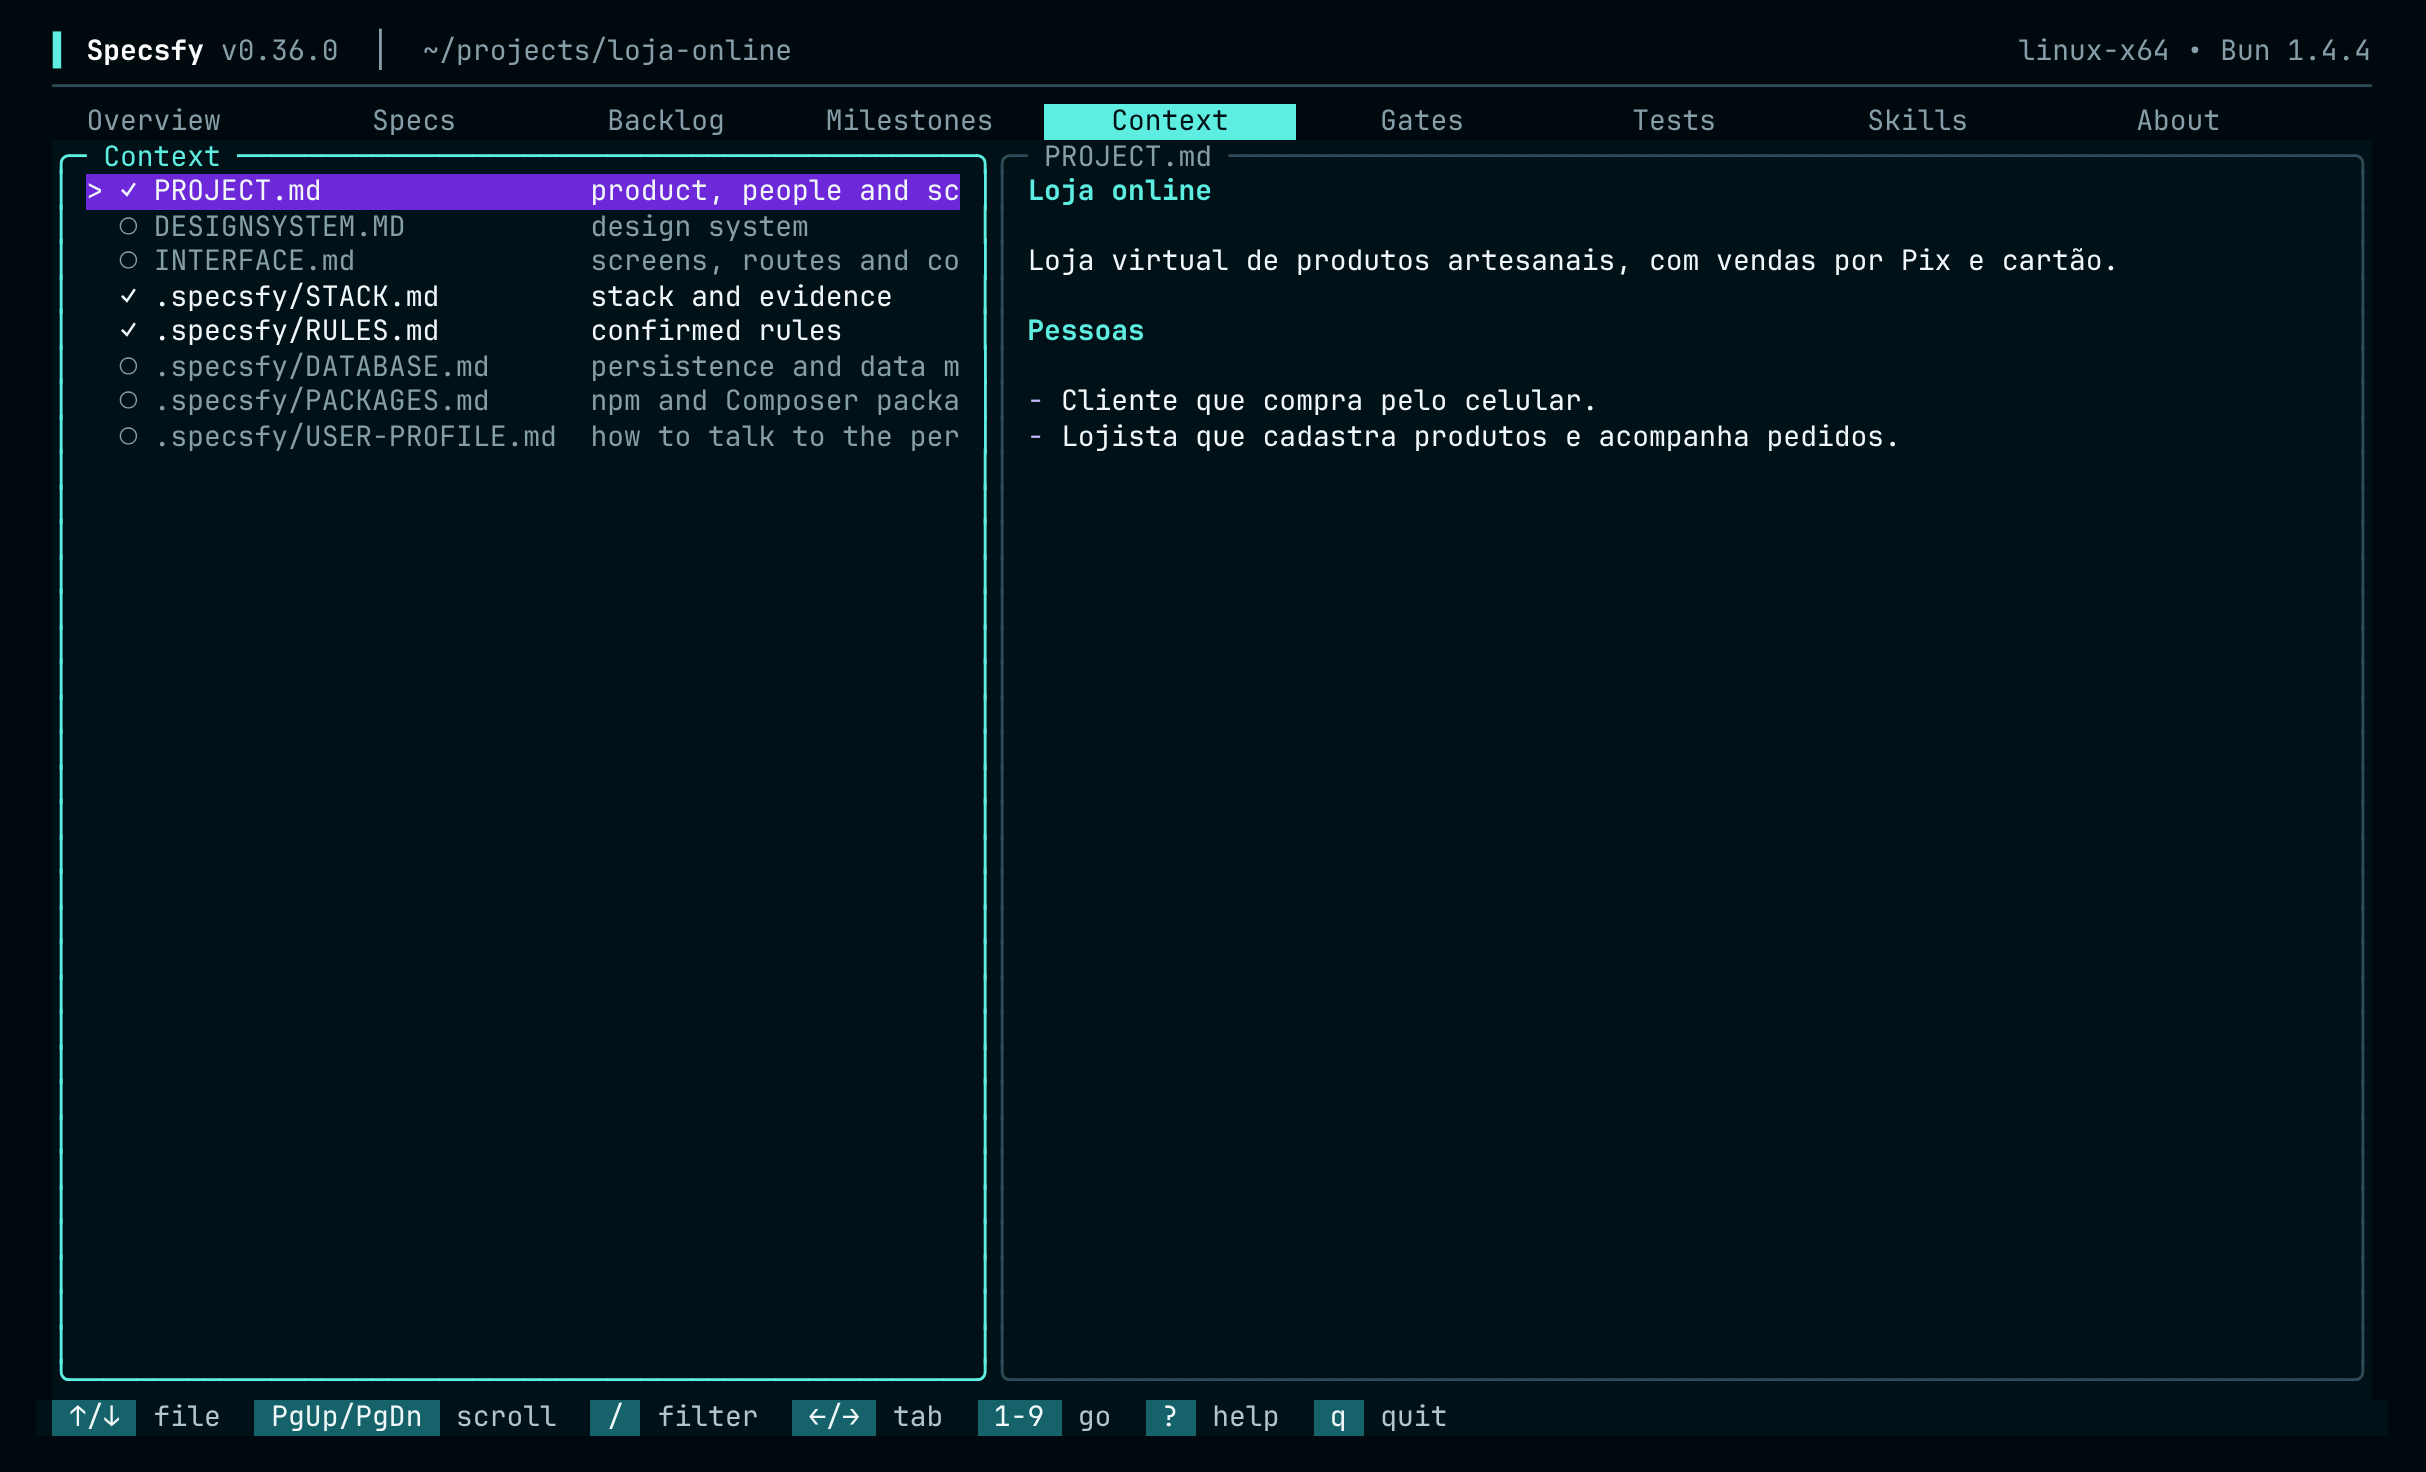 Specsfy v0.36.0 │ ~/projects/loja-online linux-x64 • Bun 1.4.4
Overview Specs Backlog Milestones Context Gates Tests Skills About
Context
> ✓ PROJECT.md product, people and sc
○ DESIGNSYSTEM.MD design system
○ INTERFACE.md screens, routes and co
✓ .specsfy/STACK.md stack and evidence
✓ .specsfy/RULES.md confirmed rules
○ .specsfy/DATABASE.md persistence and data m
○ .specsfy/PACKAGES.md npm and Composer packa
○ .specsfy/USER-PROFILE.md how to talk to the per
PROJECT.md
Loja online
Loja virtual de produtos artesanais, com vendas por Pix e cartão.
Pessoas
- Cliente que compra pelo celular.
- Lojista que cadastra produtos e acompanha pedidos.
↑/↓ file PgUp/PgDn scroll / filter ←/→ tab 1-9 go ? help q quit